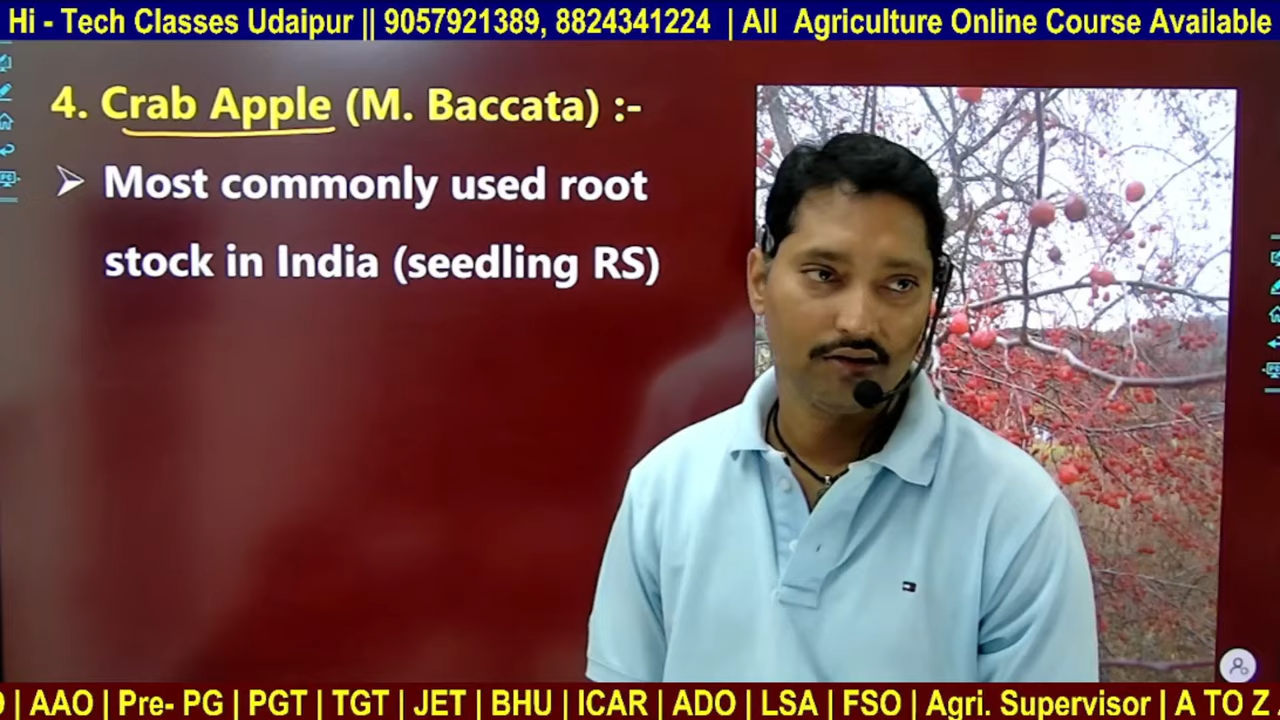 Hi - Tech Classes Udaipur || 9057921389, 8824341224 | All Agriculture Online Course Available
4. Crab Apple (M. Baccata) :-
➢ Most commonly used root
stock in India (seedling RS)
| AAO | Pre- PG | PGT | TGT | JET | BHU | ICAR | ADO | LSA | FSO | Agri. Supervisor | A TO Z